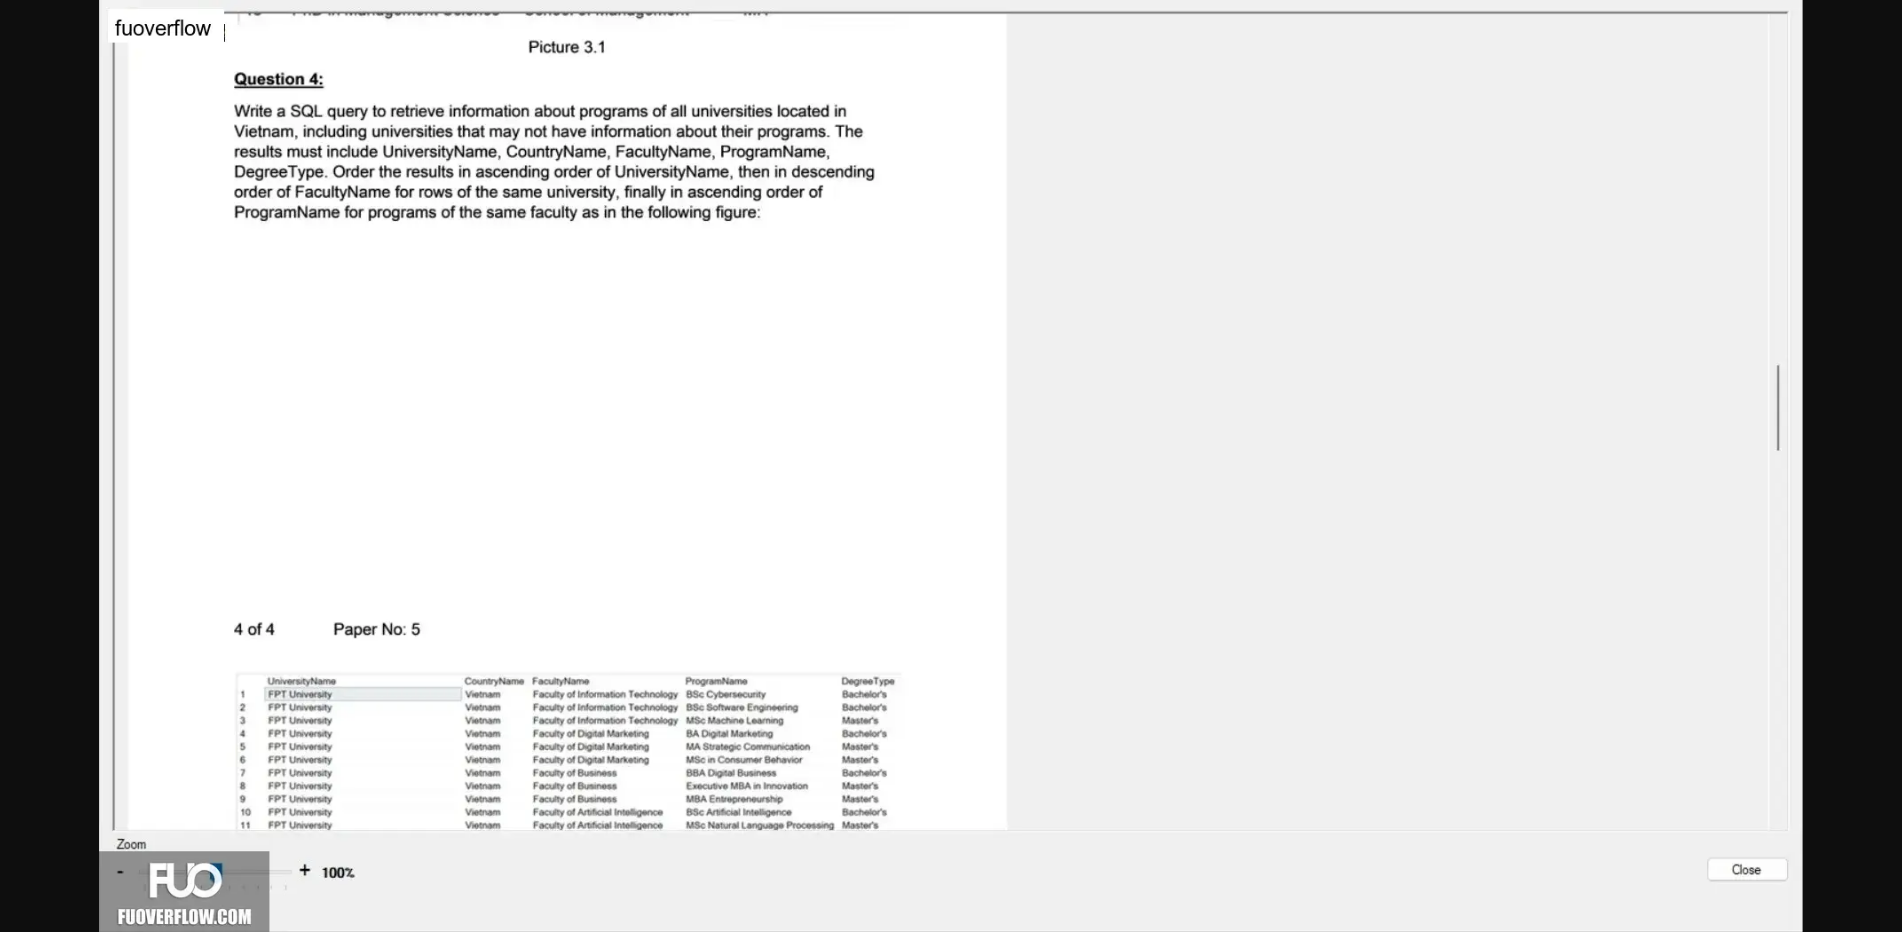 fuoverflow
Picture 3.1
Question 4:
Write a SQL query to retrieve information about programs of all universities located in
Vietnam, including universities that may not have information about their programs. The
results must include UniversityName, CountryName, FacultyName, ProgramName,
DegreeType. Order the results in ascending order of UniversityName, then in descending
order of FacultyName for rows of the same university, finally in ascending order of
ProgramName for programs of the same faculty as in the following figure:
4 of 4 Paper No: 5
UniversityName CountryName FacultyName ProgramName DegreeType
1 FPT University Vietnam Faculty of Information Technology BSc Cybersecurity Bachelor's
2 FPT University Vietnam Faculty of Information Technology BSc Software Engineering Bachelor's
3 FPT University Vietnam Faculty of Information Technology MSc Machine Learning Master's
4 FPT University Vietnam Faculty of Digital Marketing BA Digital Marketing Bachelor's
5 FPT University Vietnam Faculty of Digital Marketing MA Strategic Communication Master's
6 FPT University Vietnam Faculty of Digital Marketing MSc in Consumer Behavior Master's
7 FPT University Vietnam Faculty of Business BBA Digital Business Bachelor's
8 FPT University Vietnam Faculty of Business Executive MBA in Innovation Master's
9 FPT University Vietnam Faculty of Business MBA Entrepreneurship Master's
10 FPT University Vietnam Faculty of Artificial Intelligence BSc Artificial Intelligence Bachelor's
11 FPT University Vietnam Faculty of Artificial Intelligence MSc Natural Language Processing Master's
Zoom
- + 100%
Close
FUO
FUOVERFLOW.COM